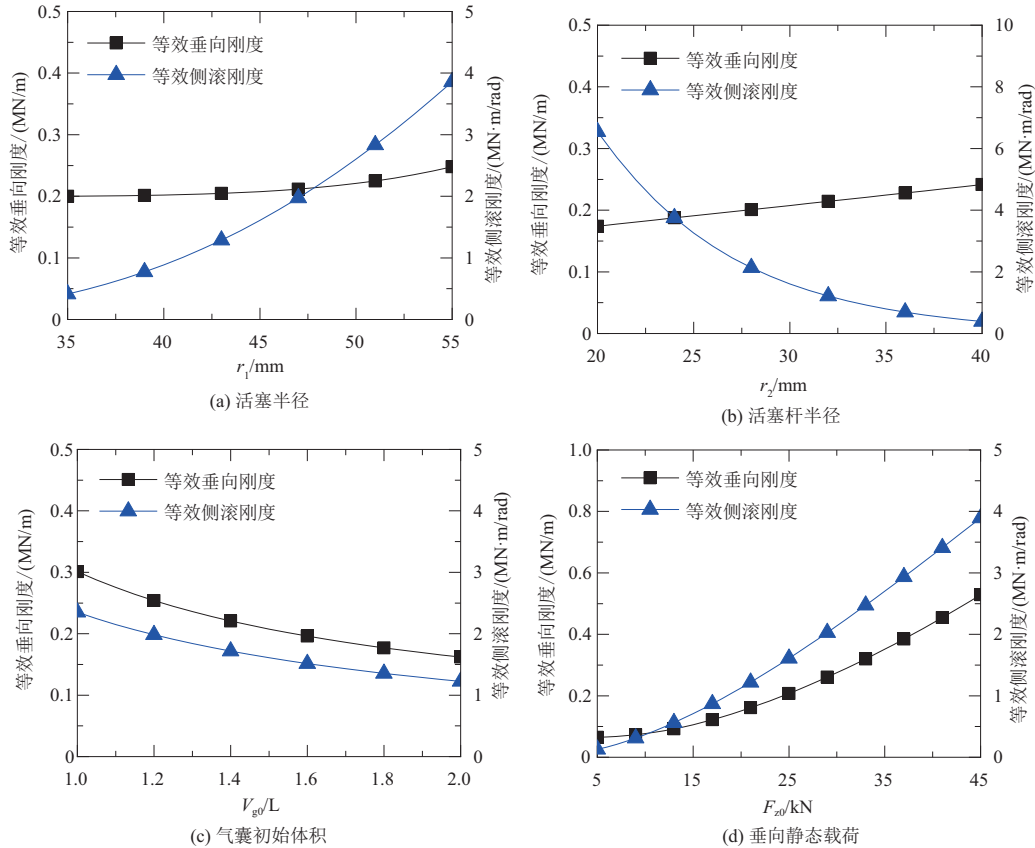 0.5 5
0.4 4
0.3 3
0.2 2
0.1 1
0 0
等效垂向刚度
等效侧滚刚度
等效垂向刚度/(MN/m)
等效侧滚刚度/(MN·m/rad)
35 40 45 50 55
r₁/mm
(a) 活塞半径
0.5 10
0.4 8
0.3 6
0.2 4
0.1 2
0 0
等效垂向刚度
等效侧滚刚度
等效垂向刚度/(MN/m)
等效侧滚刚度/(MN·m/rad)
20 25 30 35 40
r₂/mm
(b) 活塞杆半径
0.5 5
0.4 4
0.3 3
0.2 2
0.1 1
0 0
等效垂向刚度
等效侧滚刚度
等效垂向刚度/(MN/m)
等效侧滚刚度/(MN·m/rad)
1.0 1.2 1.4 1.6 1.8 2.0
V_g0/L
(c) 气囊初始体积
1.0 5
0.8 4
0.6 3
0.4 2
0.2 1
0 0
等效垂向刚度
等效侧滚刚度
等效垂向刚度/(MN/m)
等效侧滚刚度/(MN·m/rad)
5 15 25 35 45
F_z0/kN
(d) 垂向静态载荷